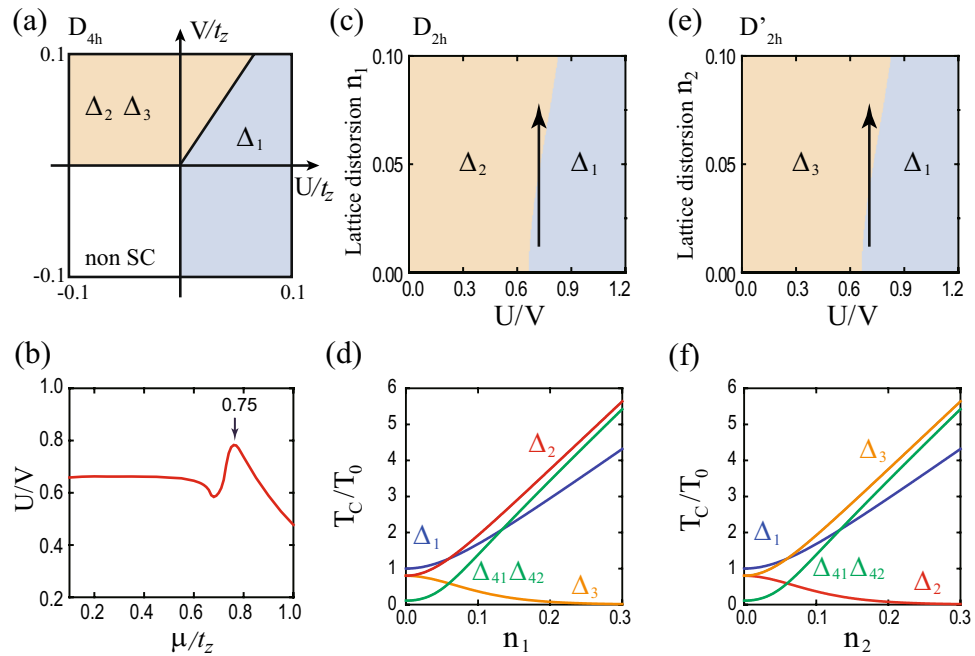 (a)
D4h
V/tz
0.1
Δ2 Δ3
Δ1
U/tz
non SC
-0.1
-0.1
0.1
(c)
D2h
Lattice distorsion n1
0.10
0.05
0.00
Δ2
Δ1
0.0 0.3 0.6 0.9 1.2
U/V
(e)
D'2h
Lattice distorsion n2
0.10
0.05
0.00
Δ3
Δ1
0.0 0.3 0.6 0.9 1.2
U/V
(b)
U/V
1.0
0.8
0.6
0.4
0.2
0.75
0.2 0.4 0.6 0.8 1.0
μ/tz
(d)
TC/T0
6
5
4
3
2
1
0
Δ2
Δ1
Δ41 Δ42
Δ3
0.0 0.1 0.2 0.3
n1
(f)
TC/T0
6
5
4
3
2
1
0
Δ3
Δ1
Δ41 Δ42
Δ2
0.0 0.1 0.2 0.3
n2